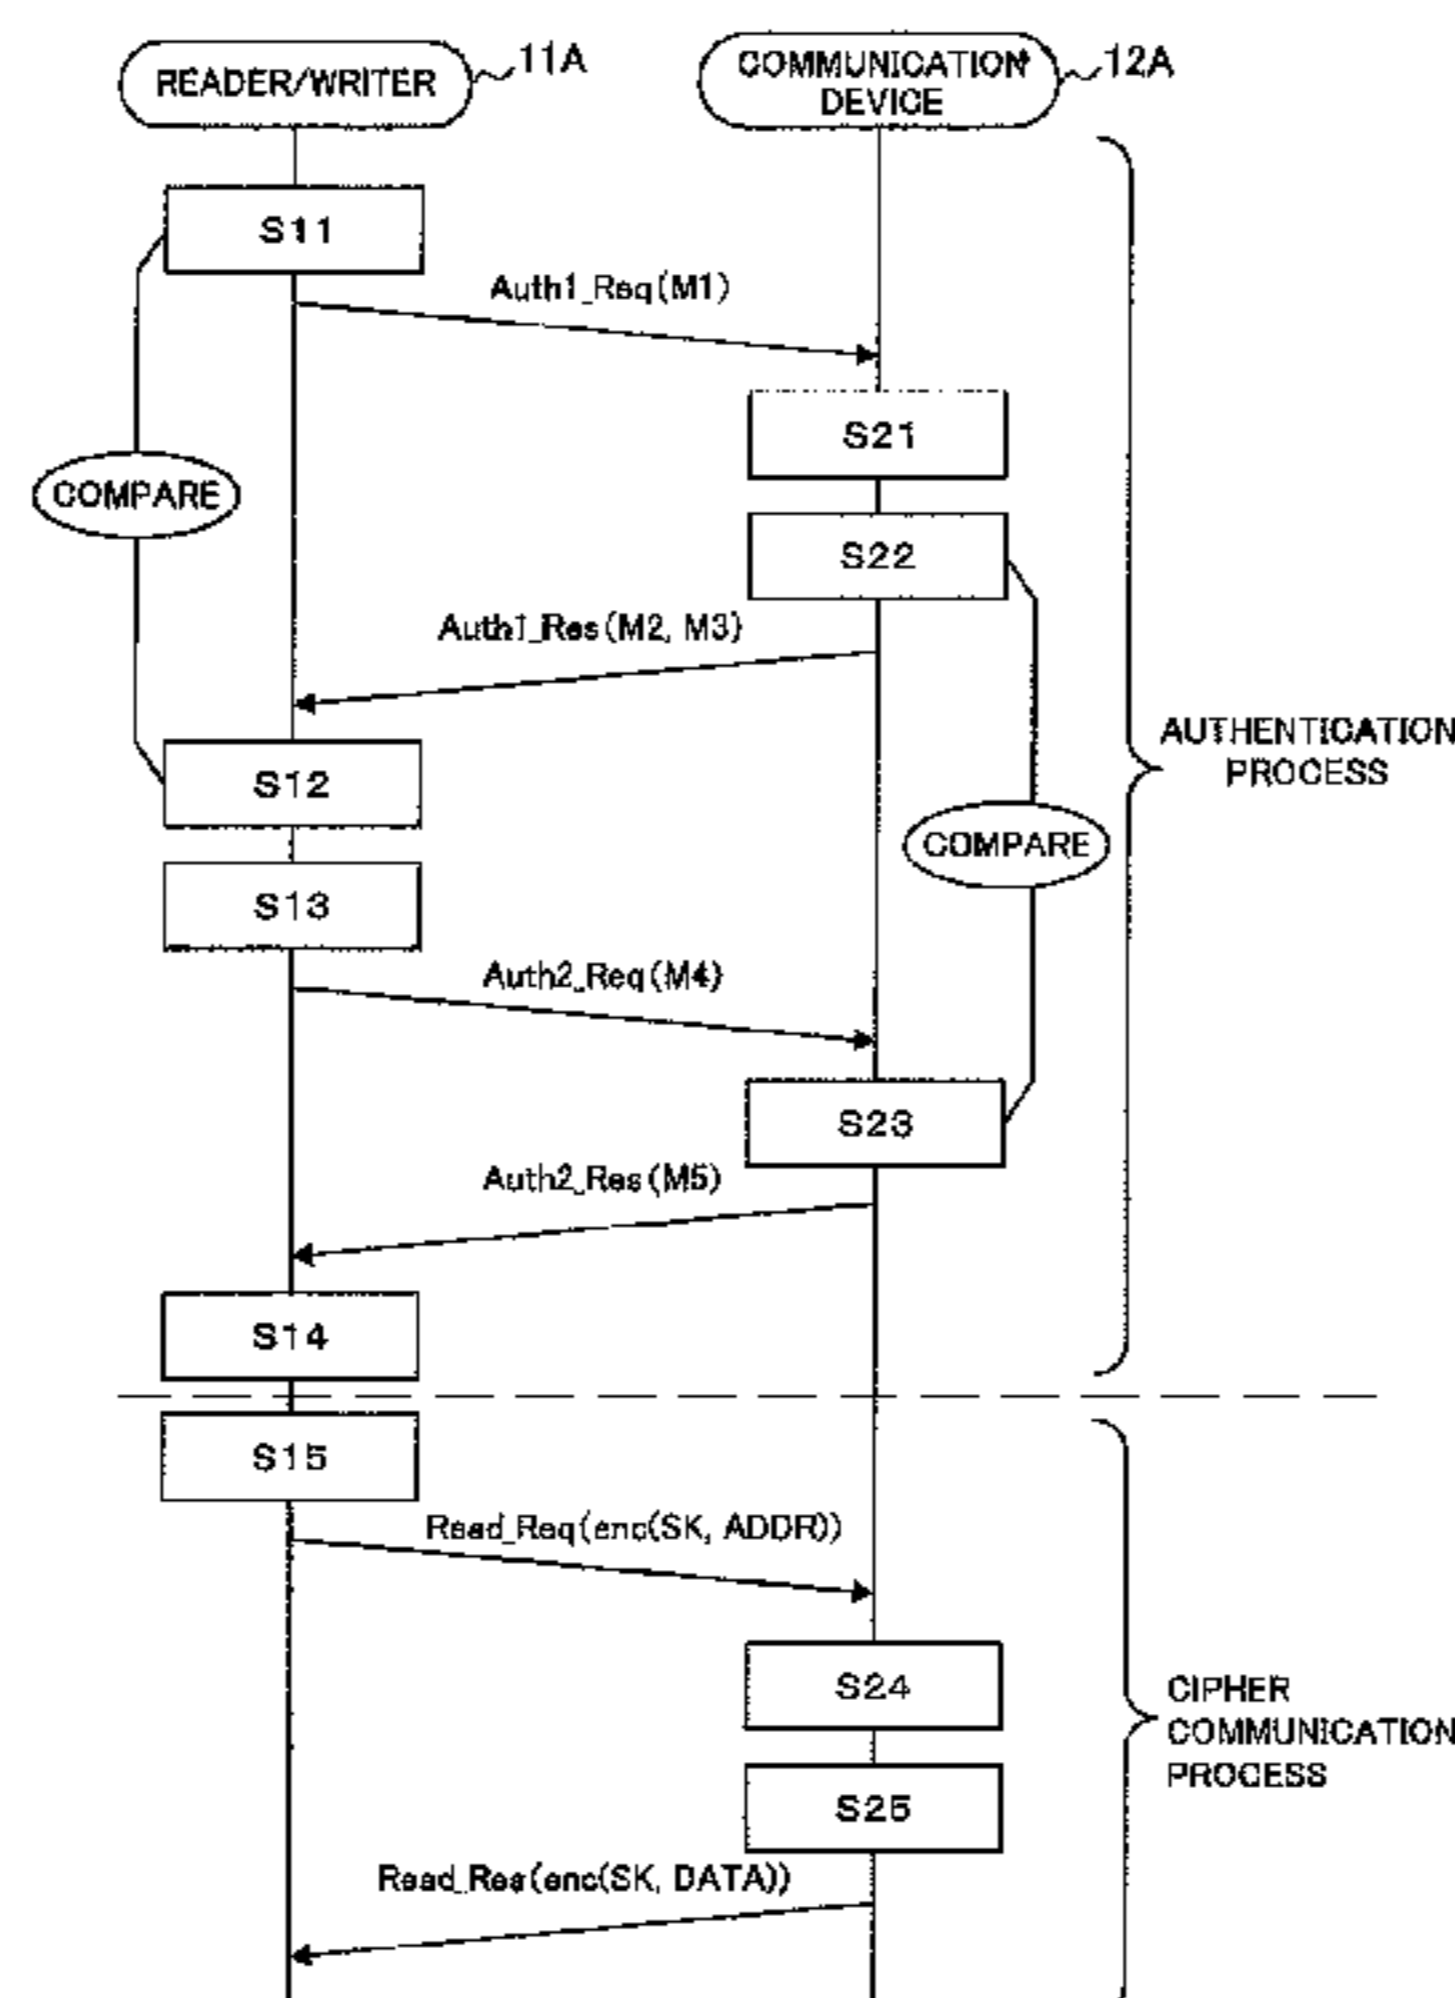 READER/WRITER
11A
COMMUNICATION
DEVICE
12A
S11
Auth1_Req(M1)
S21
COMPARE
S22
Auth1_Res(M2, M3)
AUTHENTICATION
PROCESS
S12
COMPARE
S13
Auth2_Req(M4)
S23
Auth2_Res(M5)
S14
S15
Read_Req(enc(SK, ADDR))
S24
CIPHER
COMMUNICATION
PROCESS
S25
Read_Res(enc(SK, DATA))